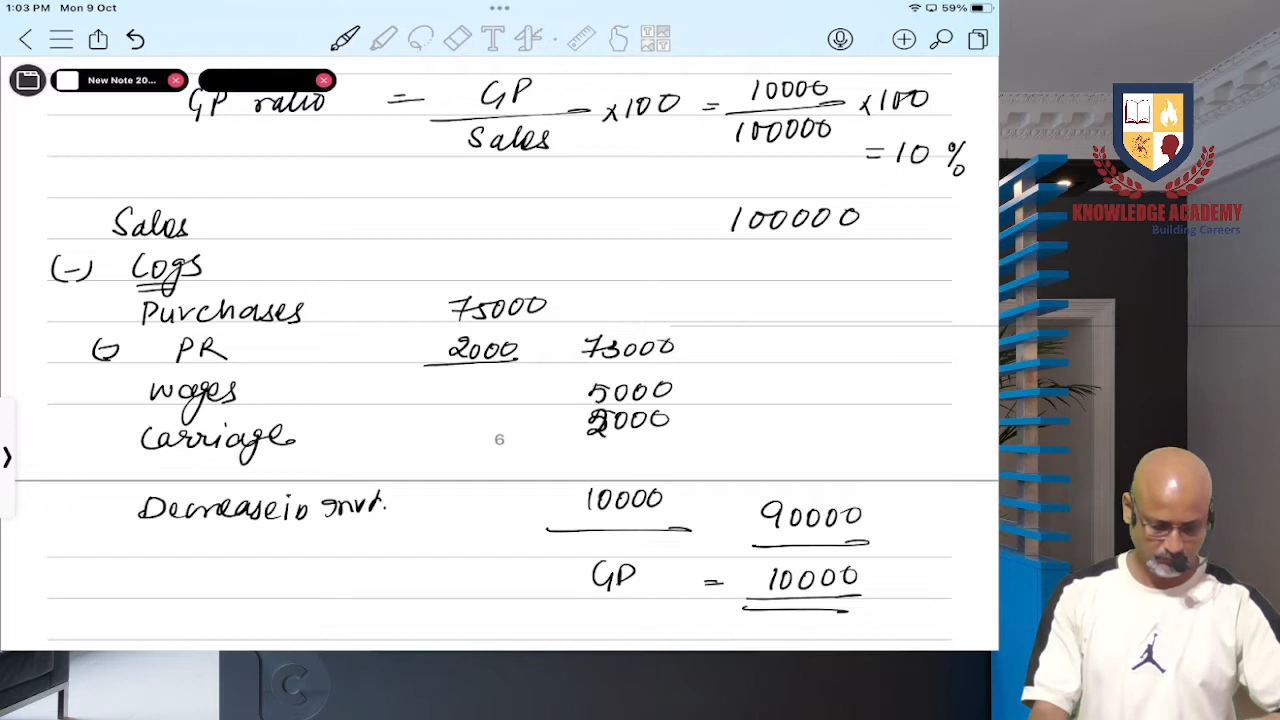 1:03 PM Mon 9 Oct 59%
New Note 20...
GP ratio = GP / Sales ×100 = 10000 / 100000 ×100
= 10 %
Sales 100000
(-) Cogs
Purchases 75000
(-) PR 2000 73000
wages 5000
Carriage 2000
6
Decrease in Invt. 10000 90000
GP = 10000
KNOWLEDGE ACADEMY
Building Careers